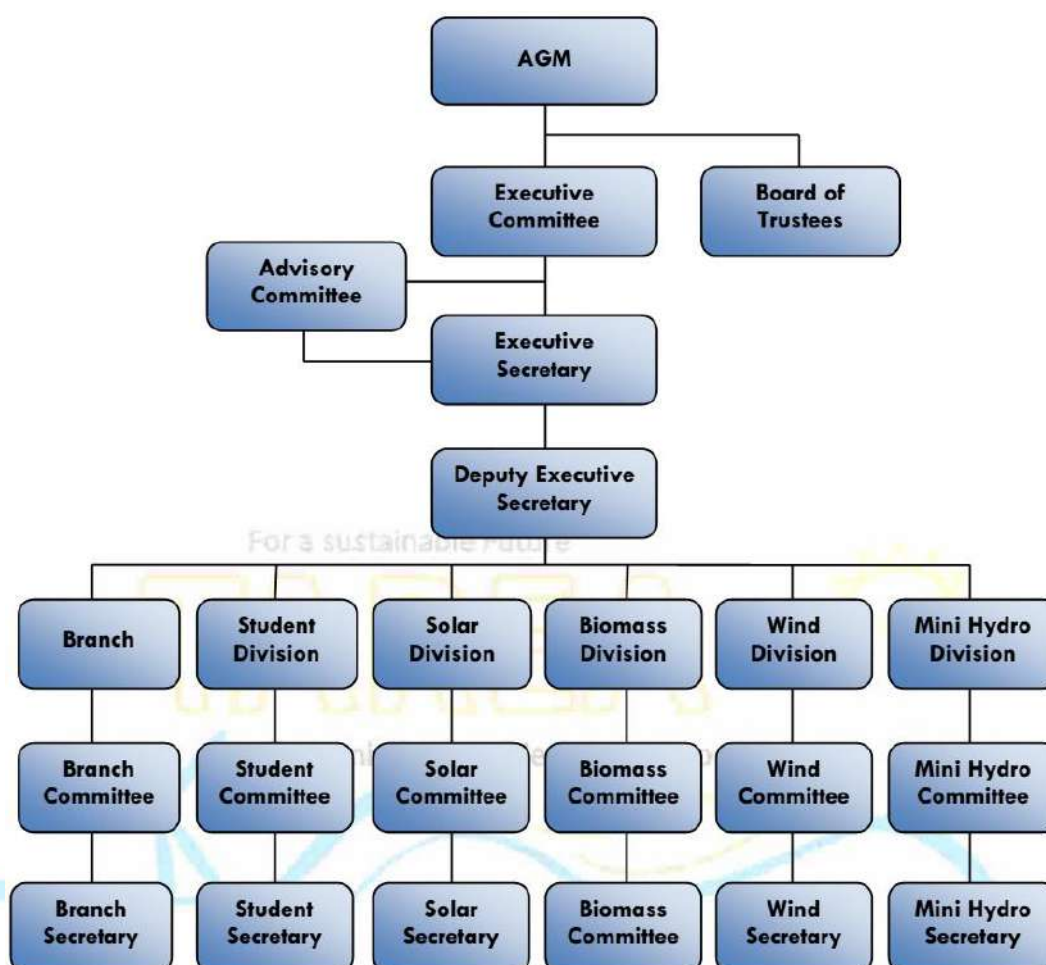 AGM
Executive
Committee
Board of
Trustees
Advisory
Committee
Executive
Secretary
Deputy Executive
Secretary
For a sustainable Future
Branch
Student
Division
Solar
Division
Biomass
Division
Wind
Division
Mini Hydro
Division
Branch
Committee
Student
Committee
Solar
Committee
Biomass
Committee
Wind
Committee
Mini Hydro
Committee
Branch
Secretary
Student
Secretary
Solar
Secretary
Biomass
Committee
Wind
Secretary
Mini Hydro
Secretary